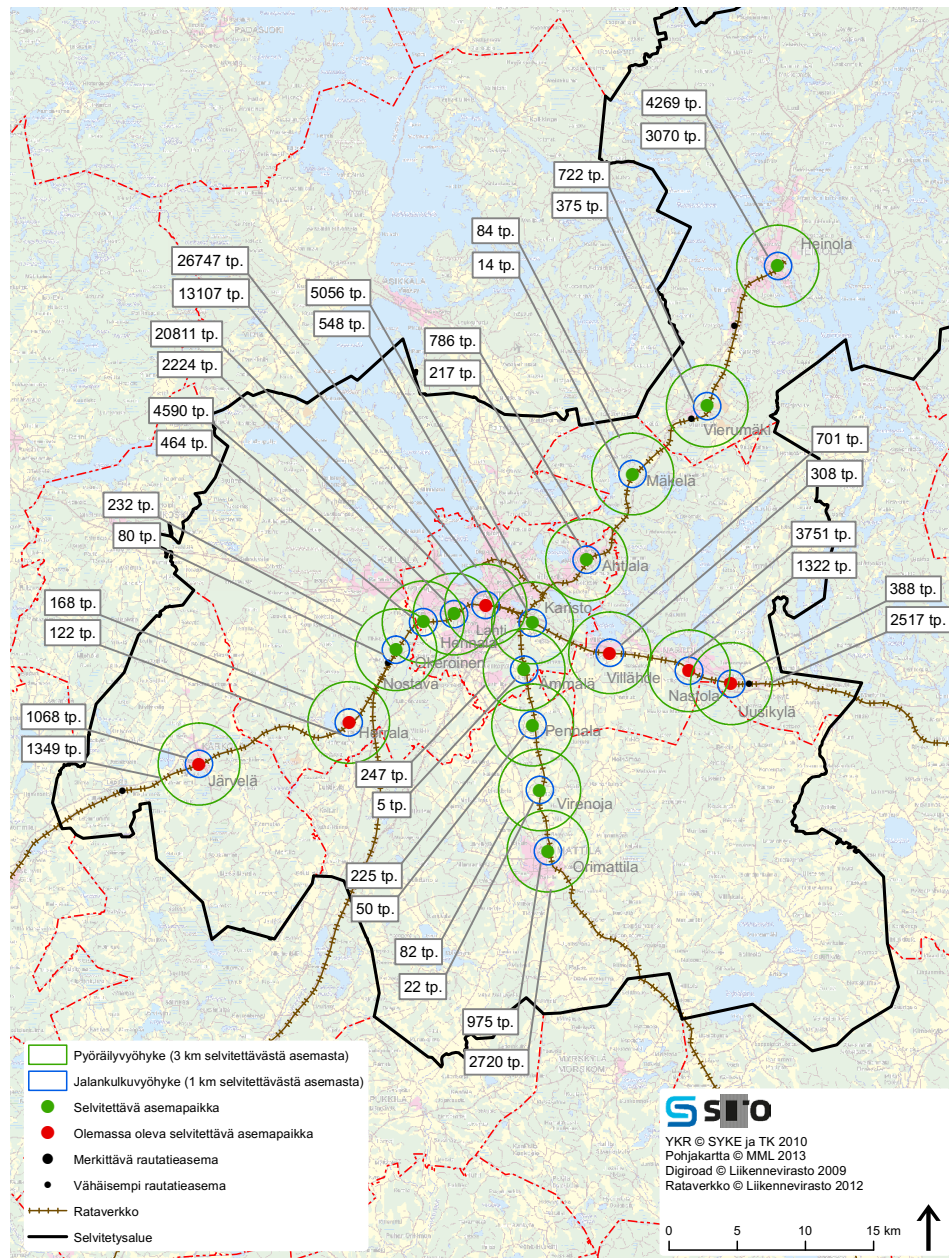 4269 tp.
3070 tp.
722 tp.
375 tp.
84 tp.
14 tp.
26747 tp.
13107 tp.
5056 tp.
548 tp.
20811 tp.
2224 tp.
786 tp.
217 tp.
4590 tp.
464 tp.
701 tp.
308 tp.
232 tp.
80 tp.
3751 tp.
1322 tp.
168 tp.
122 tp.
388 tp.
2517 tp.
1068 tp.
1349 tp.
247 tp.
5 tp.
225 tp.
50 tp.
82 tp.
22 tp.
975 tp.
2720 tp.
Heinola
Vierumäki
Mäkelä
Ahtiala
Karisto
Lahti
Hennala
Okeroinen
Nostava
Villähde
Nastola
Uusikylä
Ämmälä
Pennala
Herrala
Järvelä
Virenoja
Orimattila
Pyöräilyvyöhyke (3 km selvitettävästä asemasta)
Jalankulkuvyöhyke (1 km selvitettävästä asemasta)
Selvitettävä asemapaikka
Olemassa oleva selvitettävä asemapaikka
Merkittävä rautatieasema
Vähäisempi rautatieasema
Rataverkko
Selvitetysalue
SITO
YKR © SYKE ja TK 2010
Pohjakartta © MML 2013
Digiroad © Liikennevirasto 2009
Rataverkko © Liikennevirasto 2012
0 5 10 15 km